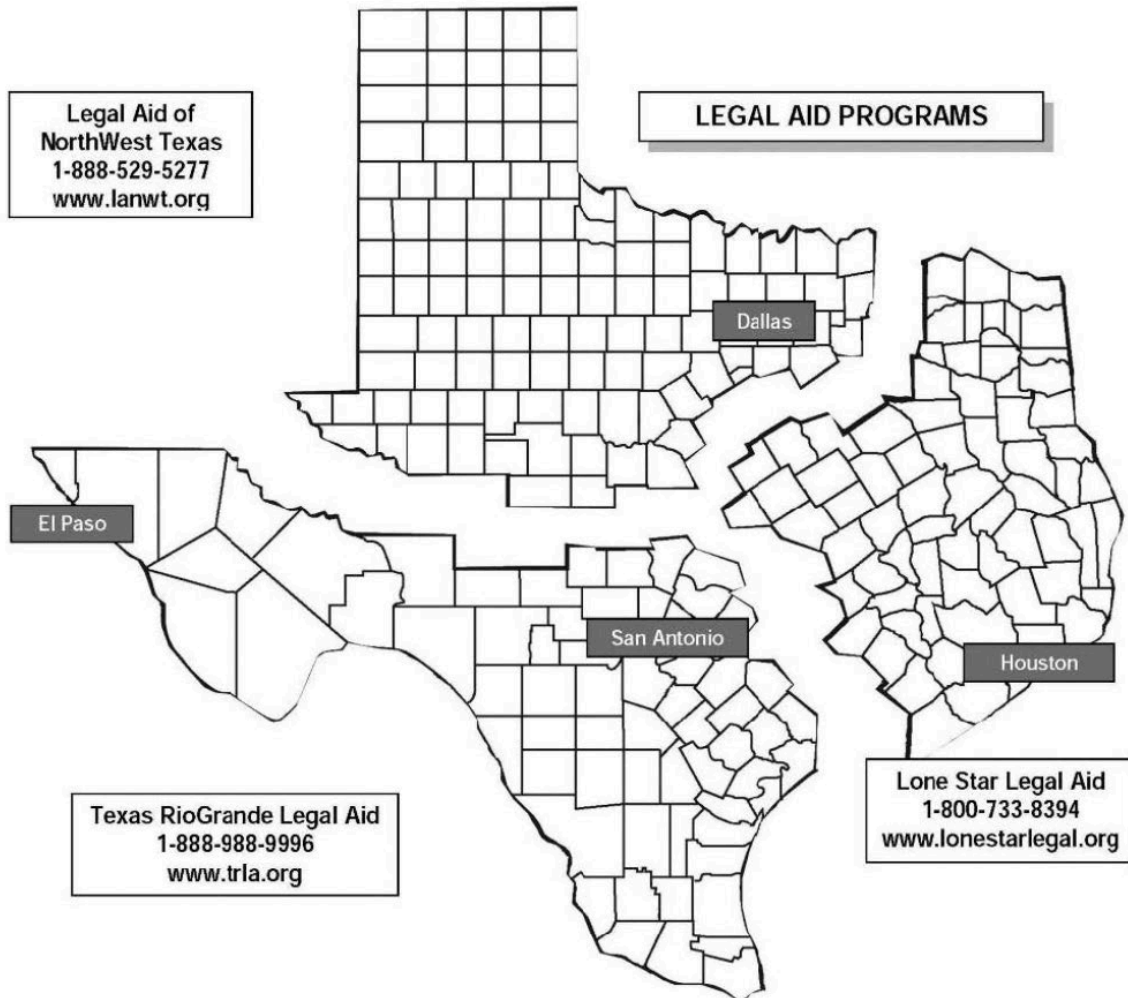 Legal Aid of
NorthWest Texas
1-888-529-5277
www.lanwt.org
LEGAL AID PROGRAMS
Dallas
El Paso
San Antonio
Houston
Texas RioGrande Legal Aid
1-888-988-9996
www.trla.org
Lone Star Legal Aid
1-800-733-8394
www.lonestarlegal.org